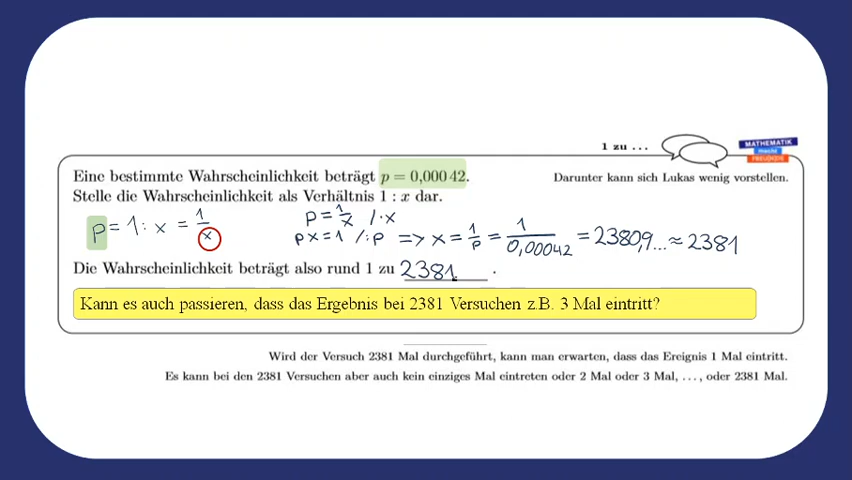 1 zu ...
MATHEMATIK
macht
FREU(N)DE
Eine bestimmte Wahrscheinlichkeit beträgt p = 0,000 42.
Darunter kann sich Lukas wenig vorstellen.
Stelle die Wahrscheinlichkeit als Verhältnis 1 : x dar.
p = 1 : x = 1/x
p = 1/x /·x
px = 1 /:p => x = 1/p = 1/0,00042 = 2380,9... ≈ 2381
Die Wahrscheinlichkeit beträgt also rund 1 zu 2381.
Kann es auch passieren, dass das Ergebnis bei 2381 Versuchen z.B. 3 Mal eintritt?
Wird der Versuch 2381 Mal durchgeführt, kann man erwarten, dass das Ereignis 1 Mal eintritt.
Es kann bei den 2381 Versuchen aber auch kein einziges Mal eintreten oder 2 Mal oder 3 Mal, ..., oder 2381 Mal.